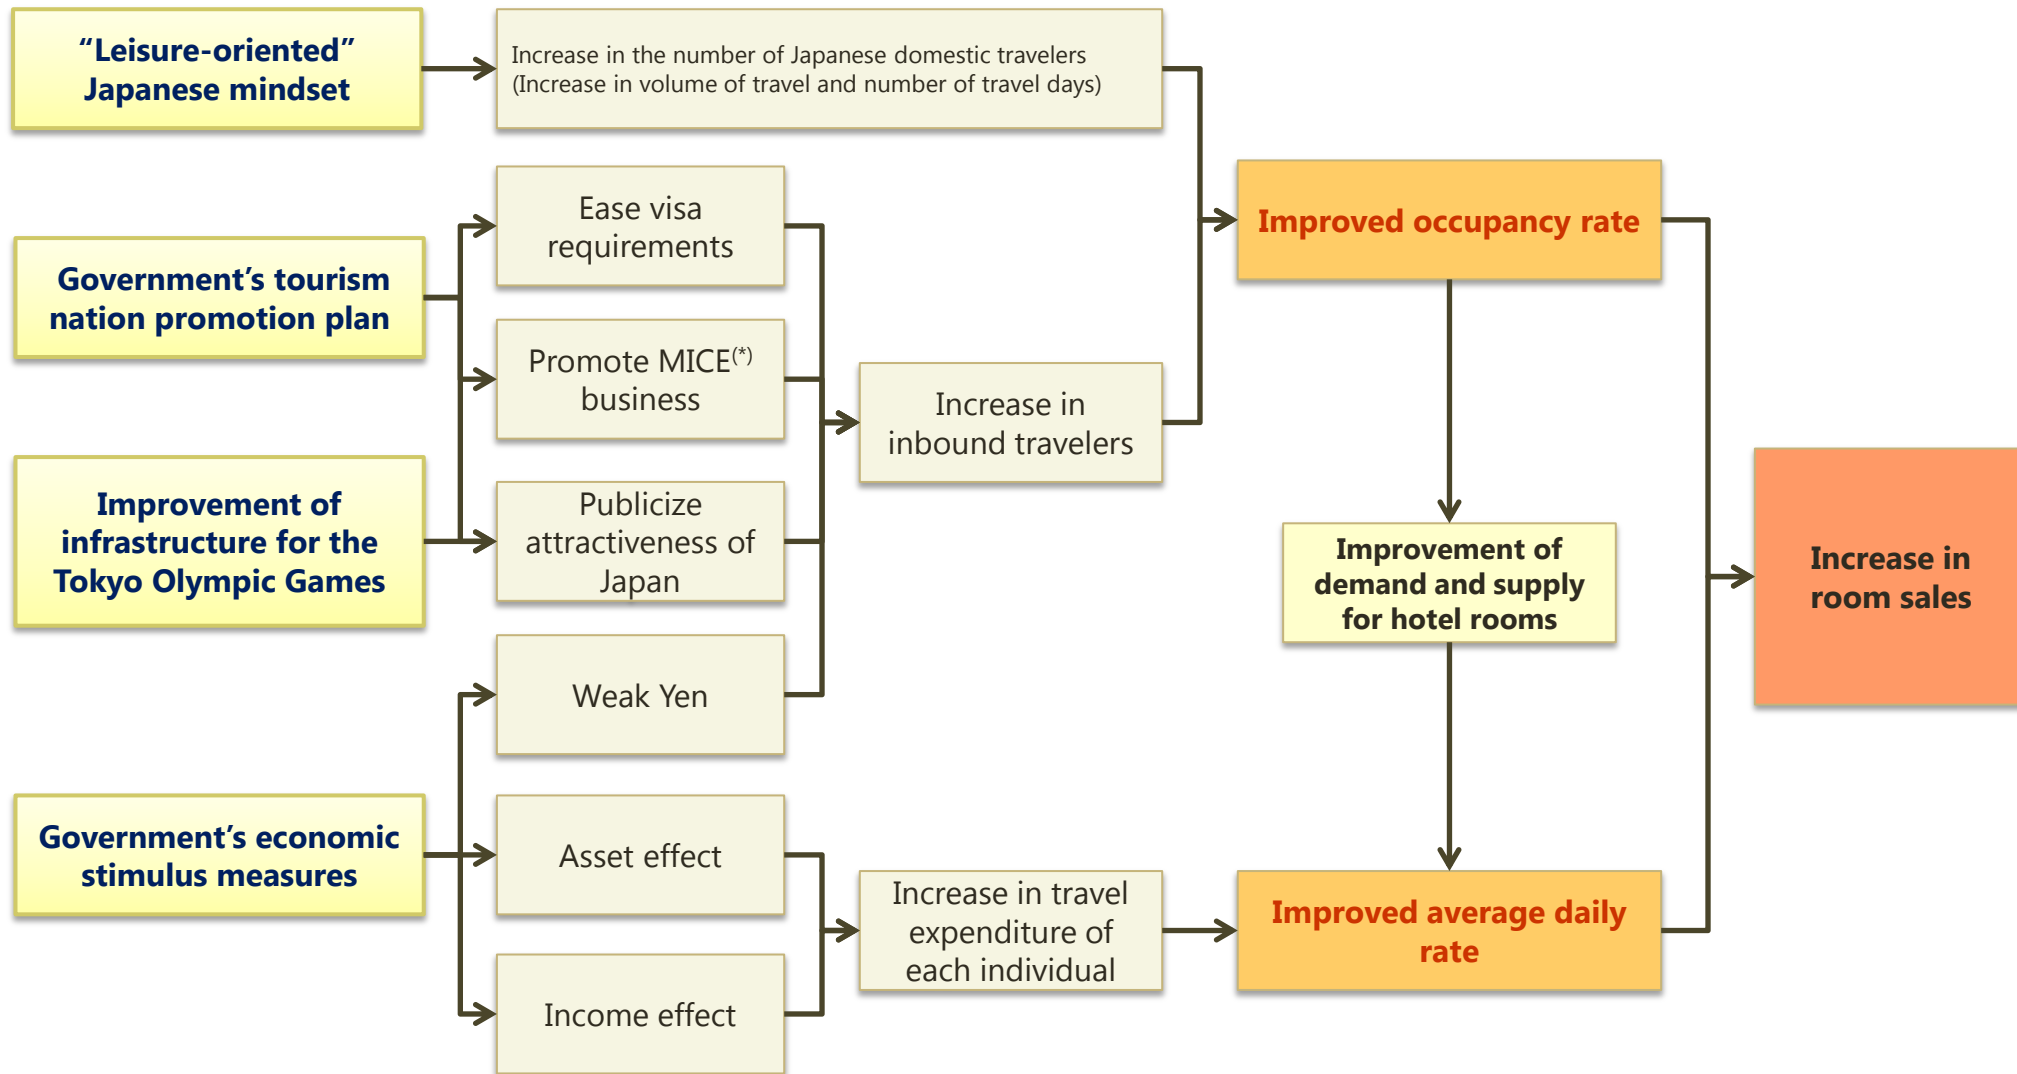 “Leisure-oriented”
Japanese mindset
Increase in the number of Japanese domestic travelers
(Increase in volume of travel and number of travel days)
Ease visa
requirements
Improved occupancy rate
Government’s tourism
nation promotion plan
Promote MICE(*)
business
Increase in
inbound travelers
Improvement of
infrastructure for the
Tokyo Olympic Games
Publicize
attractiveness of
Japan
Improvement of
demand and supply
for hotel rooms
Increase in
room sales
Weak Yen
Government’s economic
stimulus measures
Asset effect
Increase in travel
expenditure of
each individual
Improved average daily
rate
Income effect